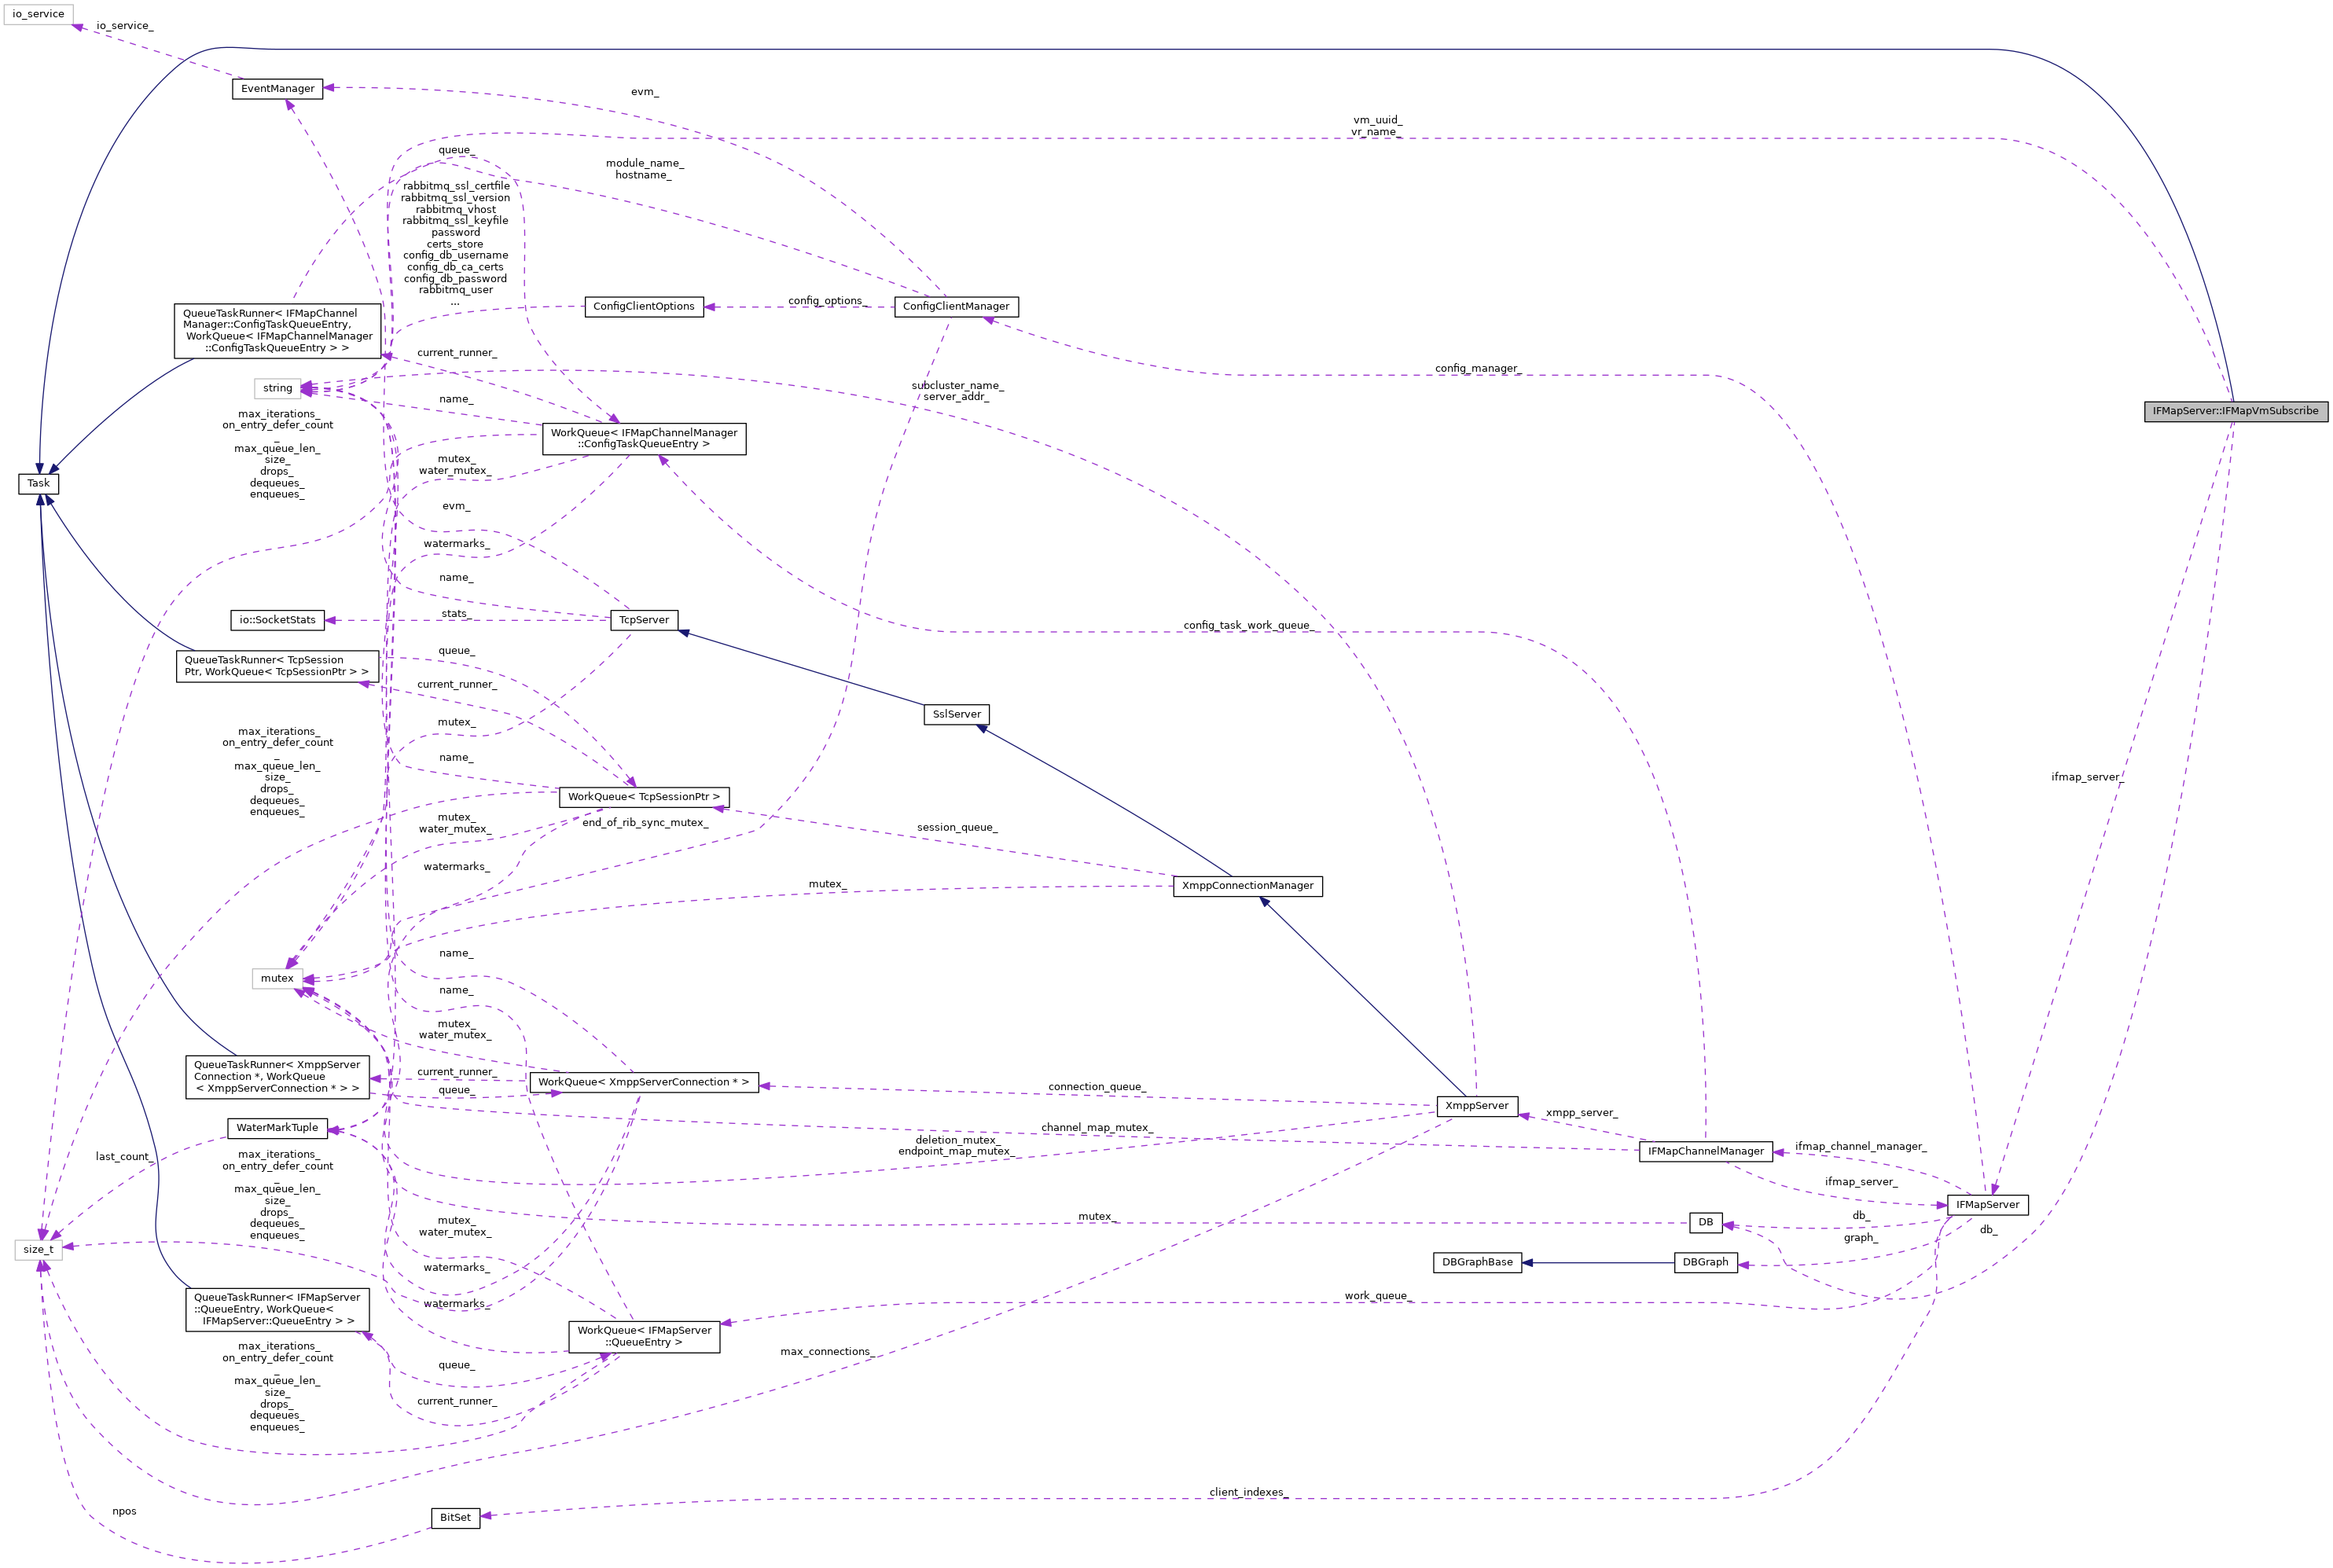 io_service
io_service_
EventManager
evm_
vm_uuid_
vr_name_
queue_
module_name_
hostname_
rabbitmq_ssl_certfile
rabbitmq_ssl_version
rabbitmq_vhost
rabbitmq_ssl_keyfile
password
certs_store
config_db_username
config_db_ca_certs
config_db_password
rabbitmq_user
...
ConfigClientOptions
config_options_
ConfigClientManager
QueueTaskRunner< IFMapChannel
Manager::ConfigTaskQueueEntry,
WorkQueue< IFMapChannelManager
::ConfigTaskQueueEntry > >
current_runner_
config_manager_
string
subcluster_name_
server_addr_
name_
IFMapServer::IFMapVmSubscribe
max_iterations_
on_entry_defer_count
_
max_queue_len_
size_
drops_
dequeues_
enqueues_
WorkQueue< IFMapChannelManager
::ConfigTaskQueueEntry >
mutex_
water_mutex_
Task
evm_
watermarks_
name_
stats_
io::SocketStats
TcpServer
config_task_work_queue_
queue_
QueueTaskRunner< TcpSession
Ptr, WorkQueue< TcpSessionPtr > >
current_runner_
SslServer
mutex_
max_iterations_
on_entry_defer_count
_
max_queue_len_
size_
drops_
dequeues_
enqueues_
name_
ifmap_server_
WorkQueue< TcpSessionPtr >
mutex_
water_mutex_
end_of_rib_sync_mutex_
session_queue_
watermarks_
mutex_
XmppConnectionManager
name_
mutex
name_
mutex_
water_mutex_
QueueTaskRunner< XmppServer
Connection *, WorkQueue
< XmppServerConnection * > >
current_runner_
queue_
WorkQueue< XmppServerConnection * >
connection_queue_
XmppServer
xmpp_server_
WaterMarkTuple
channel_map_mutex_
deletion_mutex_
endpoint_map_mutex_
IFMapChannelManager
ifmap_channel_manager_
last_count_
max_iterations_
on_entry_defer_count
_
max_queue_len_
size_
drops_
dequeues_
enqueues_
ifmap_server_
IFMapServer
mutex_
DB
db_
mutex_
water_mutex_
graph_
db_
size_t
watermarks_
DBGraphBase
DBGraph
QueueTaskRunner< IFMapServer
::QueueEntry, WorkQueue<
IFMapServer::QueueEntry > >
watermarks_
work_queue_
WorkQueue< IFMapServer
::QueueEntry >
max_iterations_
on_entry_defer_count
_
max_queue_len_
size_
drops_
dequeues_
enqueues_
queue_
max_connections_
current_runner_
client_indexes_
npos
BitSet